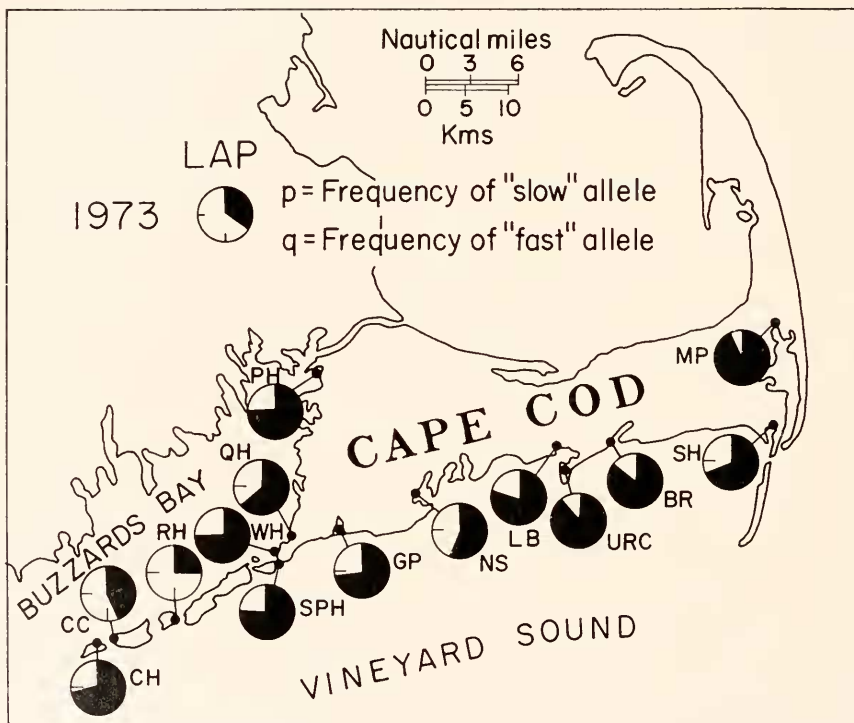 Nautical miles
0 3 6
0 5 10
Kms
LAP
1973
p = Frequency of "slow" allele
q = Frequency of "fast" allele
MP
PH
CAPE COD
QH
SH
BUZZARDS BAY
RH
WH
GP
NS
LB
URC
BR
CC
SPH
CH
VINEYARD SOUND